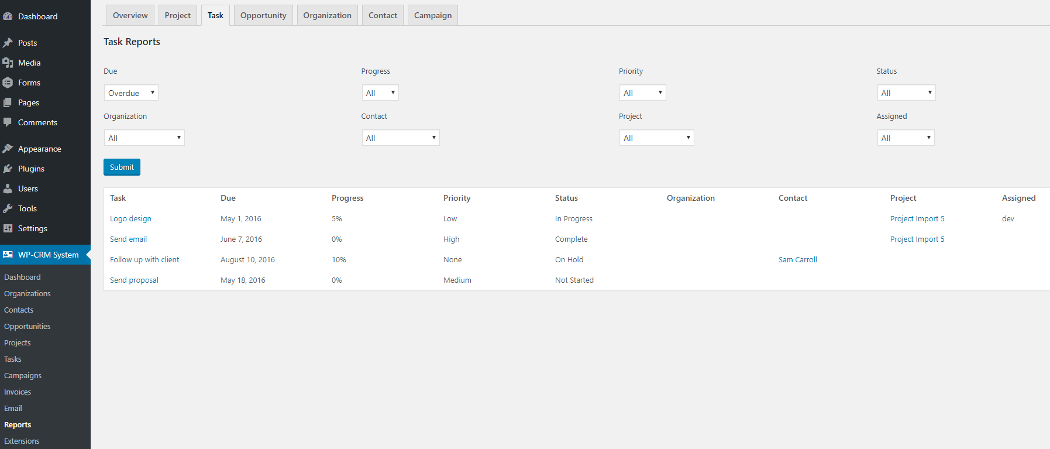 Dashboard
Posts
Media
Forms
Pages
Comments
Appearance
Plugins
Users
Tools
Settings
WP-CRM System
Dashboard
Organizations
Contacts
Opportunities
Projects
Tasks
Campaigns
Invoices
Email
Reports
Extensions
Overview Project Task Opportunity Organization Contact Campaign
Task Reports
Due Progress Priority Status
Overdue All All All
Organization Contact Project Assigned
All All All All
Submit
Task Due Progress Priority Status Organization Contact Project Assigned
Logo design May 1, 2016 5% Low In Progress Project Import 5 dev
Send email June 7, 2016 0% High Complete Project Import 5
Follow up with client August 10, 2016 10% None On Hold Sam Carroll
Send proposal May 18, 2016 0% Medium Not Started